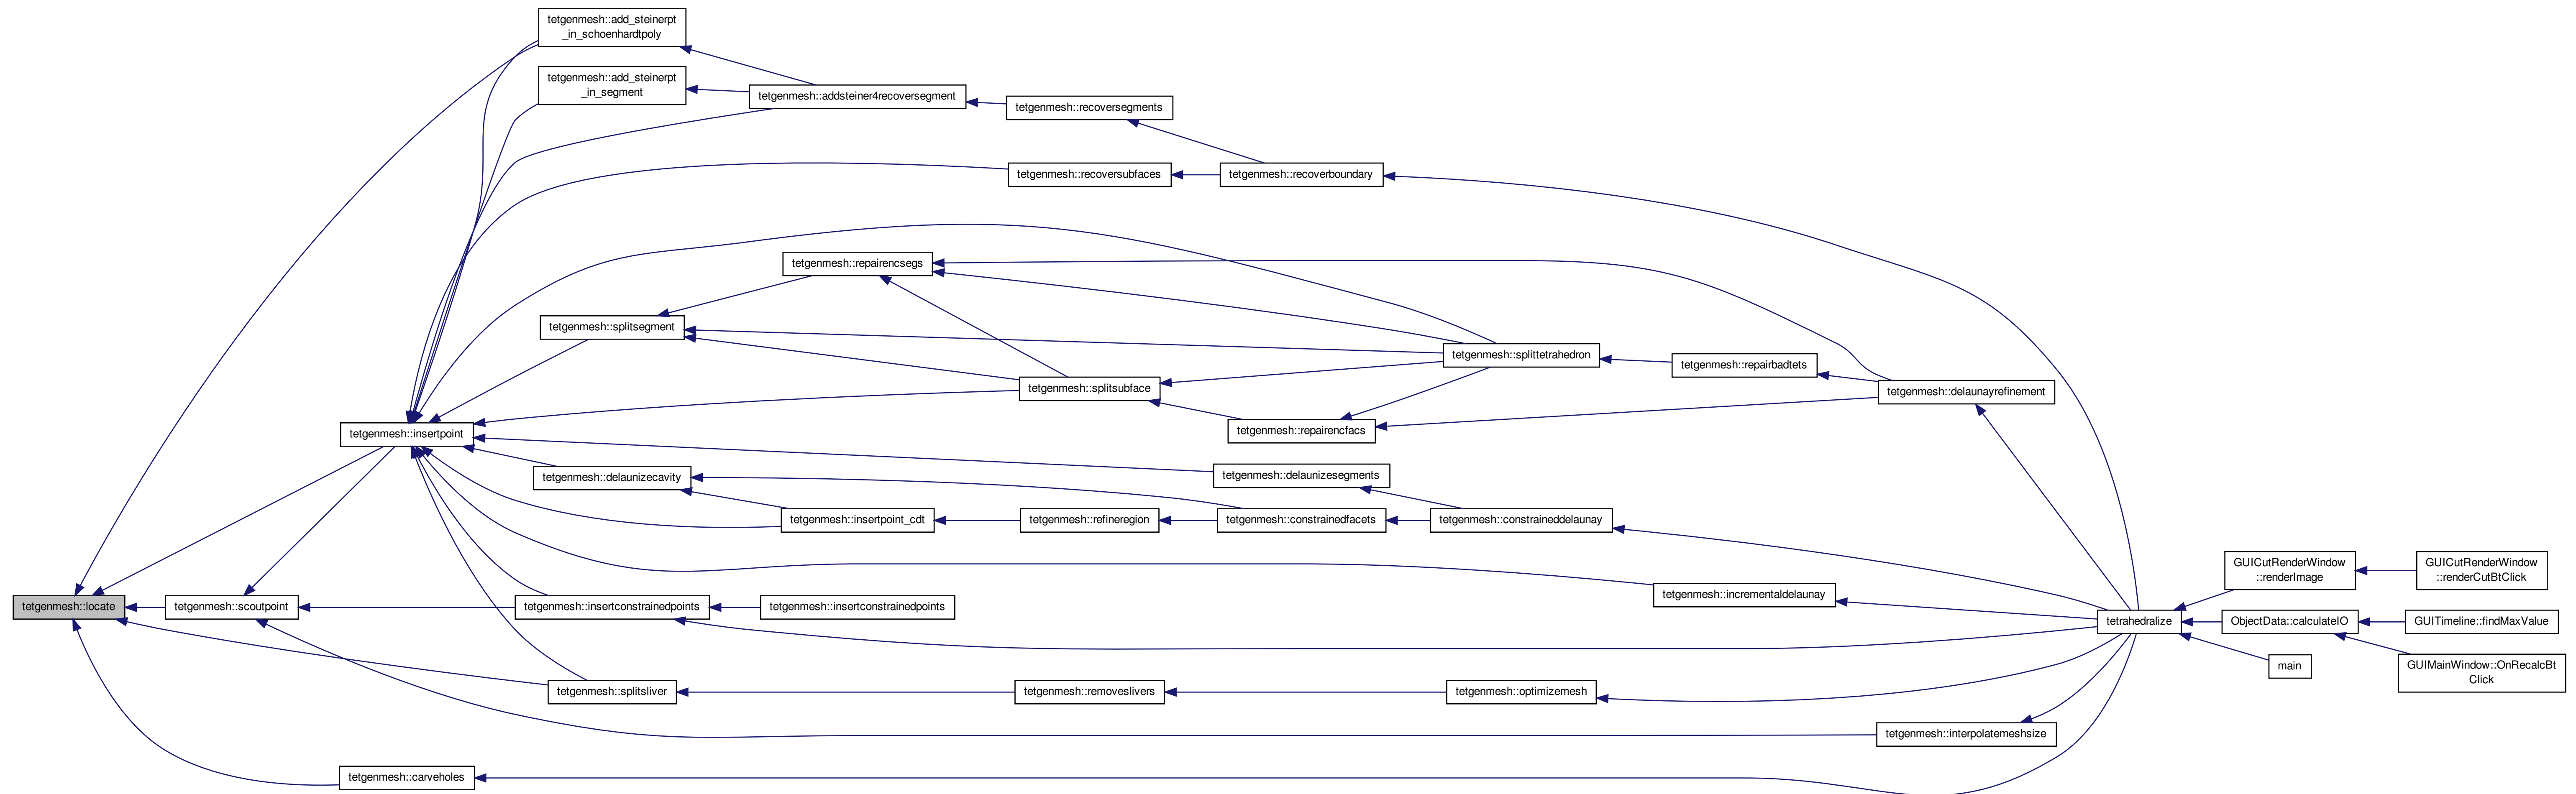 tetgenmesh::add_steinerpt
_in_schoenhardtpoly
tetgenmesh::add_steinerpt
_in_segment
tetgenmesh::addsteiner4recoversegment
tetgenmesh::recoversegments
tetgenmesh::recoversubfaces
tetgenmesh::recoverboundary
tetgenmesh::repairencsegs
tetgenmesh::splitsegment
tetgenmesh::splittetrahedron
tetgenmesh::repairbadtets
tetgenmesh::splitsubface
tetgenmesh::delaunayrefinement
tetgenmesh::insertpoint
tetgenmesh::repairencfacs
tetgenmesh::delaunizecavity
tetgenmesh::delaunizesegments
tetgenmesh::insertpoint_cdt
tetgenmesh::refineregion
tetgenmesh::constrainedfacets
tetgenmesh::constraineddelaunay
GUICutRenderWindow
::renderImage
GUICutRenderWindow
::renderCutBtClick
tetgenmesh::locate
tetgenmesh::scoutpoint
tetgenmesh::insertconstrainedpoints
tetgenmesh::insertconstrainedpoints
tetgenmesh::incrementaldelaunay
tetrahedralize
ObjectData::calculateIO
GUITimeline::findMaxValue
main
GUIMainWindow::OnRecalcBt
Click
tetgenmesh::splitsliver
tetgenmesh::removeslivers
tetgenmesh::optimizemesh
tetgenmesh::interpolatemeshsize
tetgenmesh::carveholes